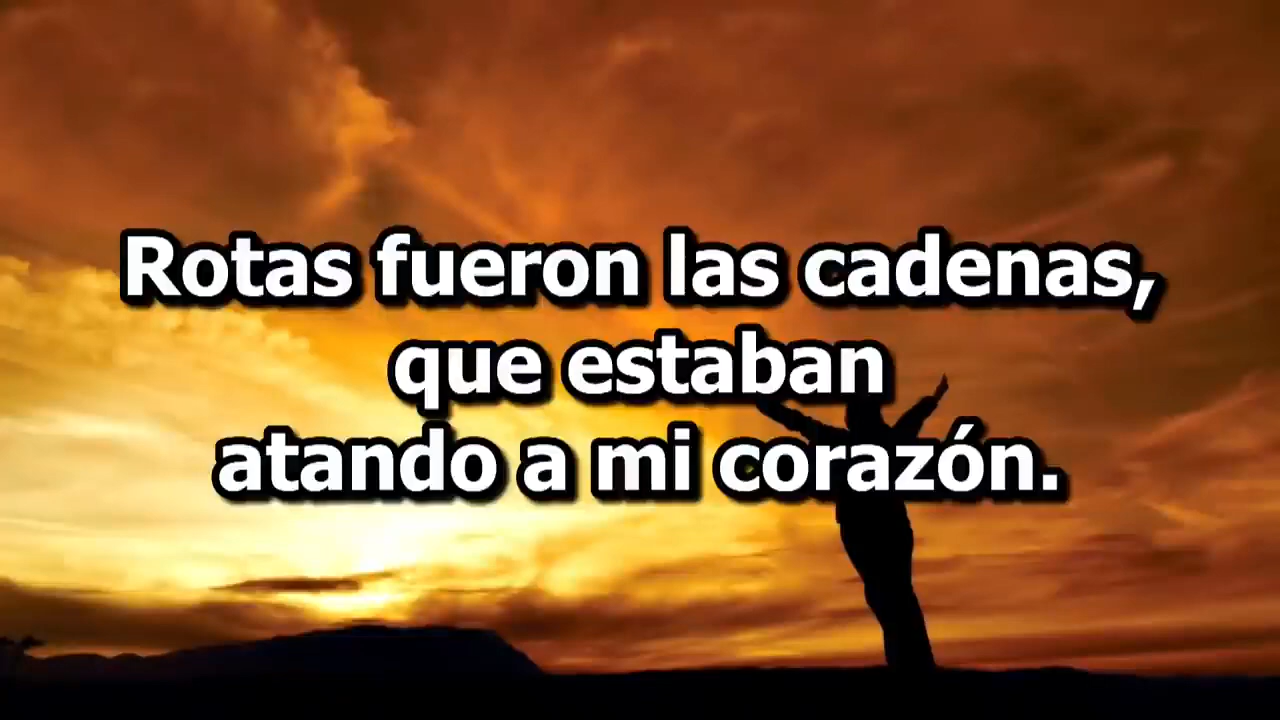 Rotas fueron las cadenas,
que estaban
atando a mi corazón.